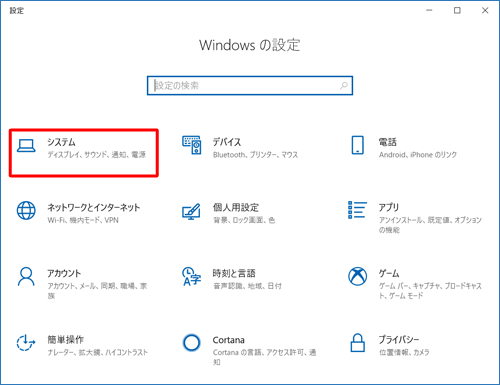 設定
Windows の設定
設定の検索
システム
ディスプレイ、サウンド、通知、電源
デバイス
Bluetooth、プリンター、マウス
電話
Android、iPhone のリンク
ネットワークとインターネット
Wi-Fi、機内モード、VPN
個人用設定
背景、ロック画面、色
アプリ
アンインストール、既定値、オプション
の機能
アカウント
アカウント、メール、同期、職場、家
族
時刻と言語
音声認識、地域、日付
ゲーム
ゲーム バー、キャプチャ、ブロードキャ
スト、ゲーム モード
簡単操作
ナレーター、拡大鏡、ハイコントラスト
Cortana
Cortana の言語、アクセス許可、通
知
プライバシー
位置情報、カメラ